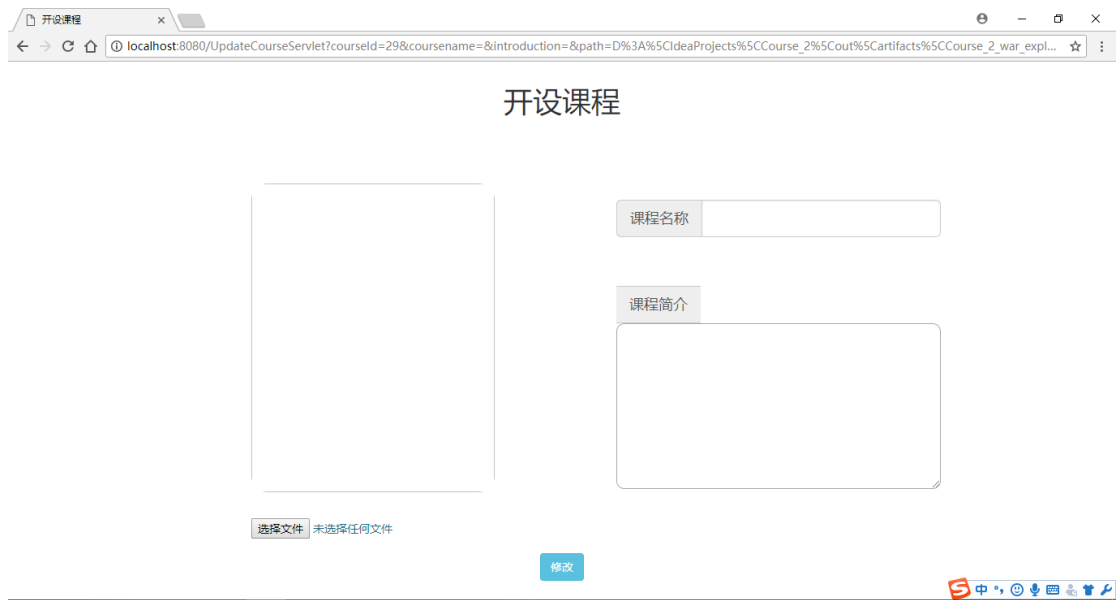 开设课程
localhost:8080/UpdateCourseServlet?courseId=29&coursename=&introduction=&path=D%3A%5CIdeaProjects%5CCourse_2%5Cout%5Cartifacts%5CCourse_2_war_expl...
开设课程
课程名称
课程简介
选择文件 未选择任何文件
修改
中